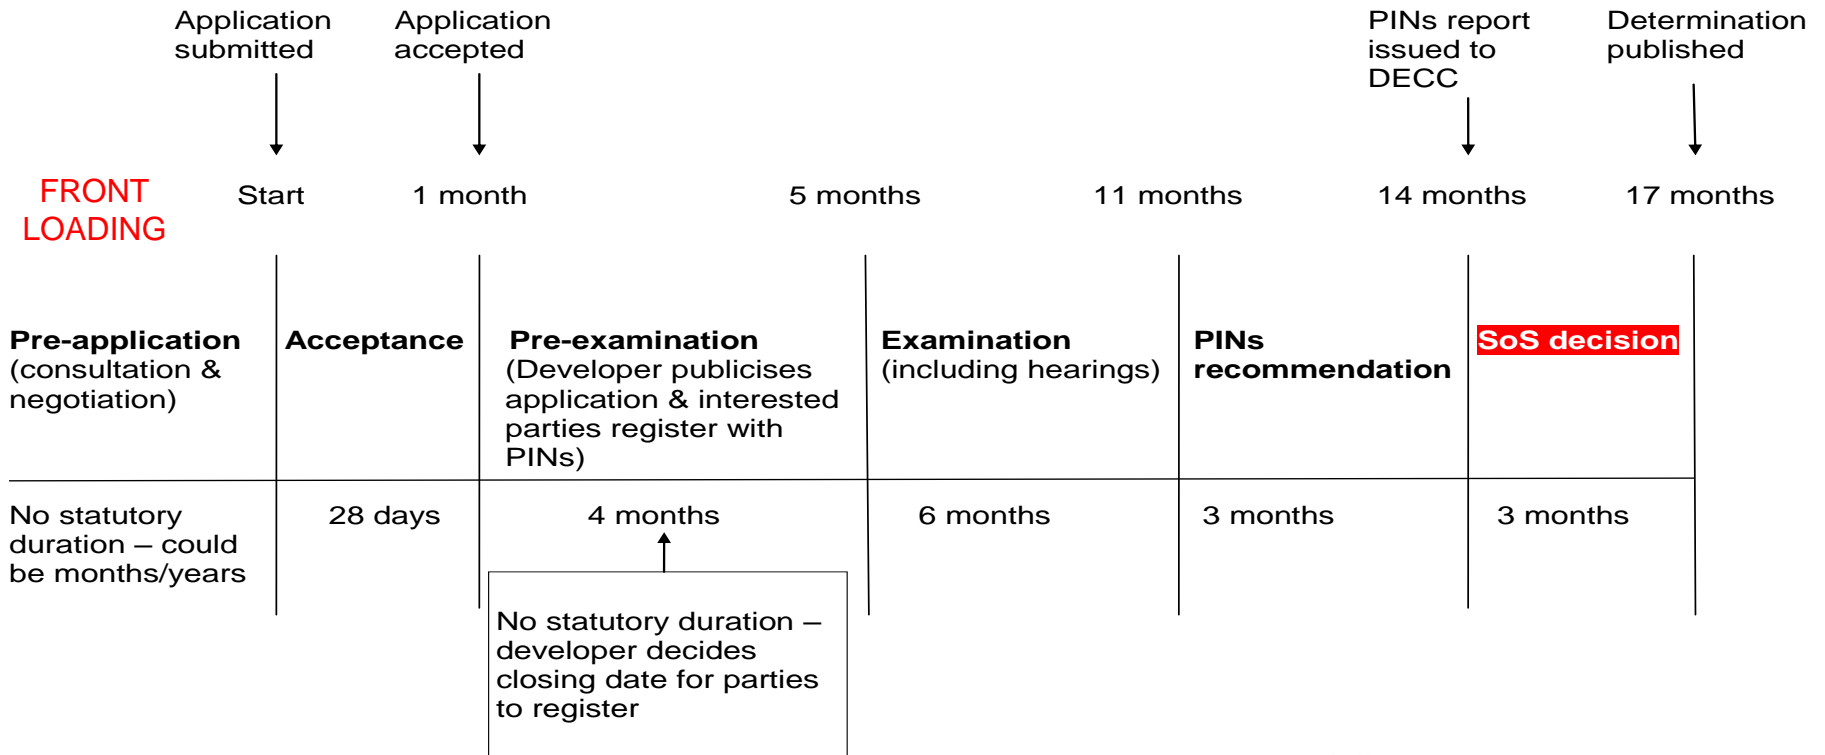 Application
submitted
Application
accepted
PINs report
issued to
DECC
Determination
published
FRONT
LOADING
Start
1 month
5 months
11 months
14 months
17 months
Pre-application
(consultation &
negotiation)
Acceptance
Pre-examination
(Developer publicises
application & interested
parties register with
PINs)
Examination
(including hearings)
PINs
recommendation
SoS decision
No statutory
duration – could
be months/years
28 days
4 months
6 months
3 months
3 months
No statutory duration –
developer decides
closing date for parties
to register